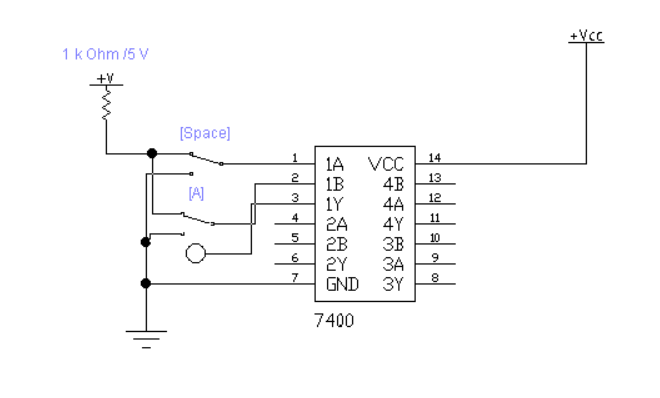 +Vcc
1 k Ohm /5 V
+V
[Space]
1 1A VCC 14
2 1B 4B 13
[A]
3 1Y 4A 12
4 2A 4Y 11
5 2B 3B 10
6 2Y 3A 9
7 GND 3Y 8
7400